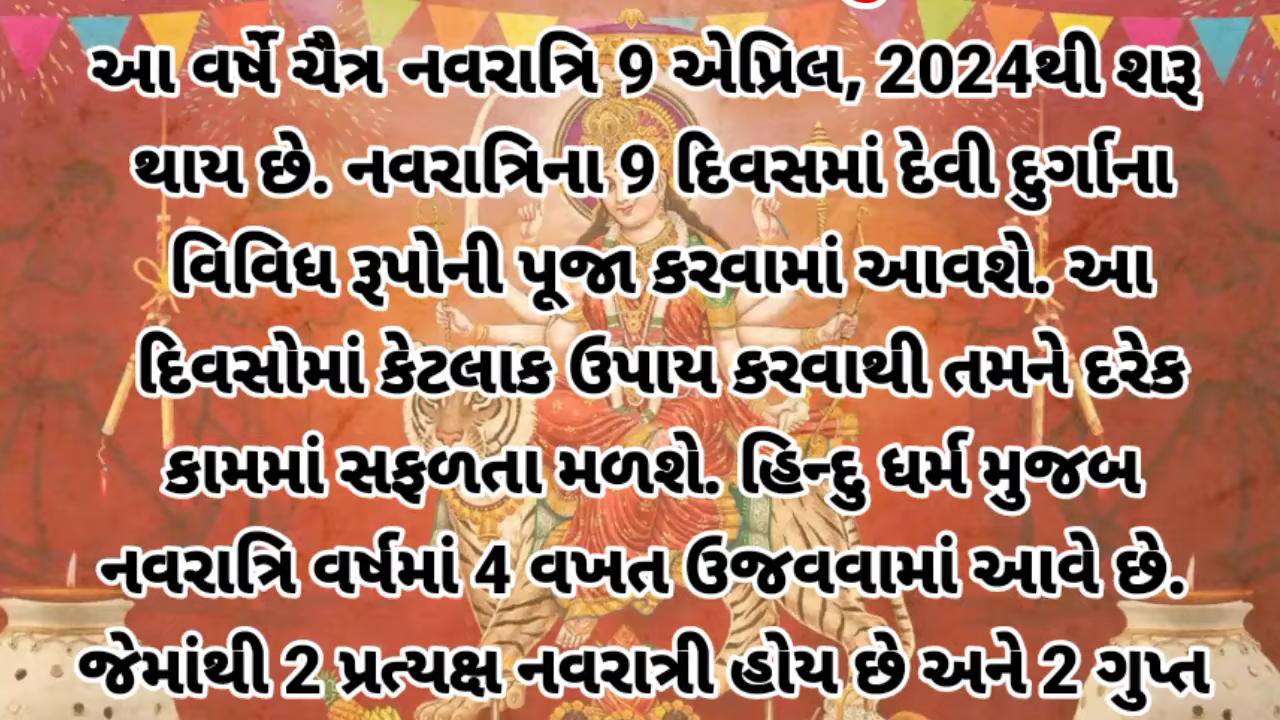 આ વર્ષે ચૈત્ર નવરાત્રિ 9 એપ્રિલ, 2024થી શરૂ
થાય છે. નવરાત્રિના 9 દિવસમાં દેવી દુર્ગાના
વિવિધ રૂપોની પૂજા કરવામાં આવશે. આ
દિવસોમાં કેટલાક ઉપાય કરવાથી તમને દરેક
કામમાં સફળતા મળશે. હિન્દુ ધર્મ મુજબ
નવરાત્રિ વર્ષમાં 4 વખત ઉજવવામાં આવે છે.
જેમાંથી 2 પ્રત્યક્ષ નવરાત્રી હોય છે અને 2 ગુપ્ત